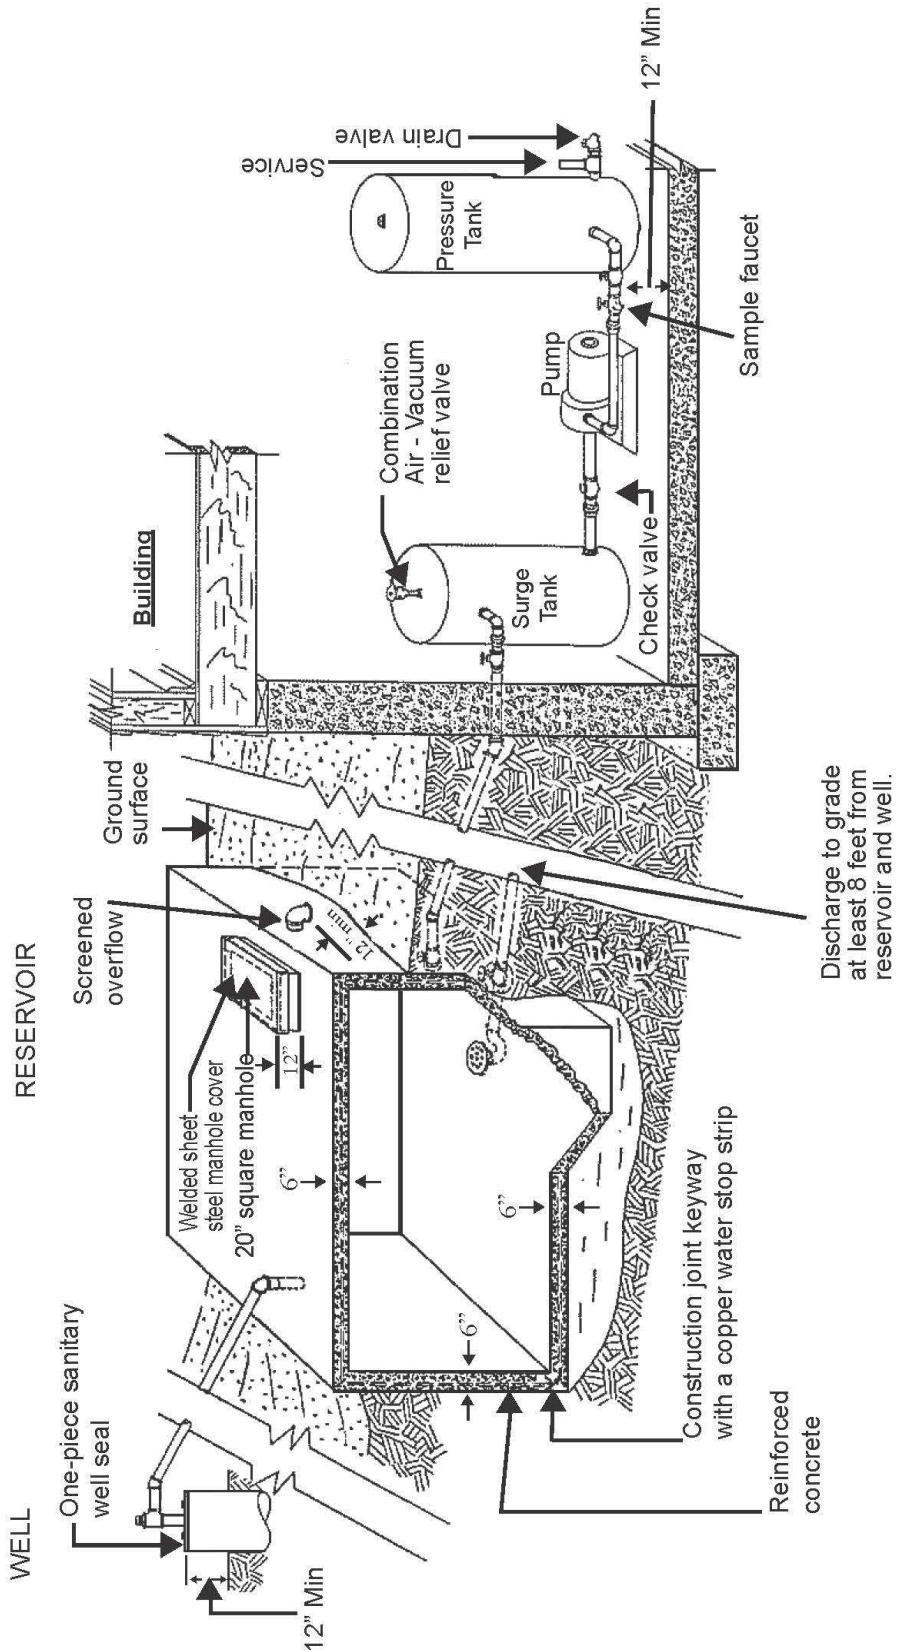 WELL
RESERVOIR
Building
One-piece sanitary
well seal
12” Min
Welded sheet
steel manhole cover
20” square manhole
12”
Screened
overflow
12 " min
Ground
surface
6”
6”
6”
Combination
Air - Vacuum
relief valve
Surge
Tank
Pump
Pressure
Tank
Service
Drain valve
12” Min
Check valve
Sample faucet
Reinforced
concrete
Construction joint keyway
with a copper water stop strip
Discharge to grade
at least 8 feet from
reservoir and well.